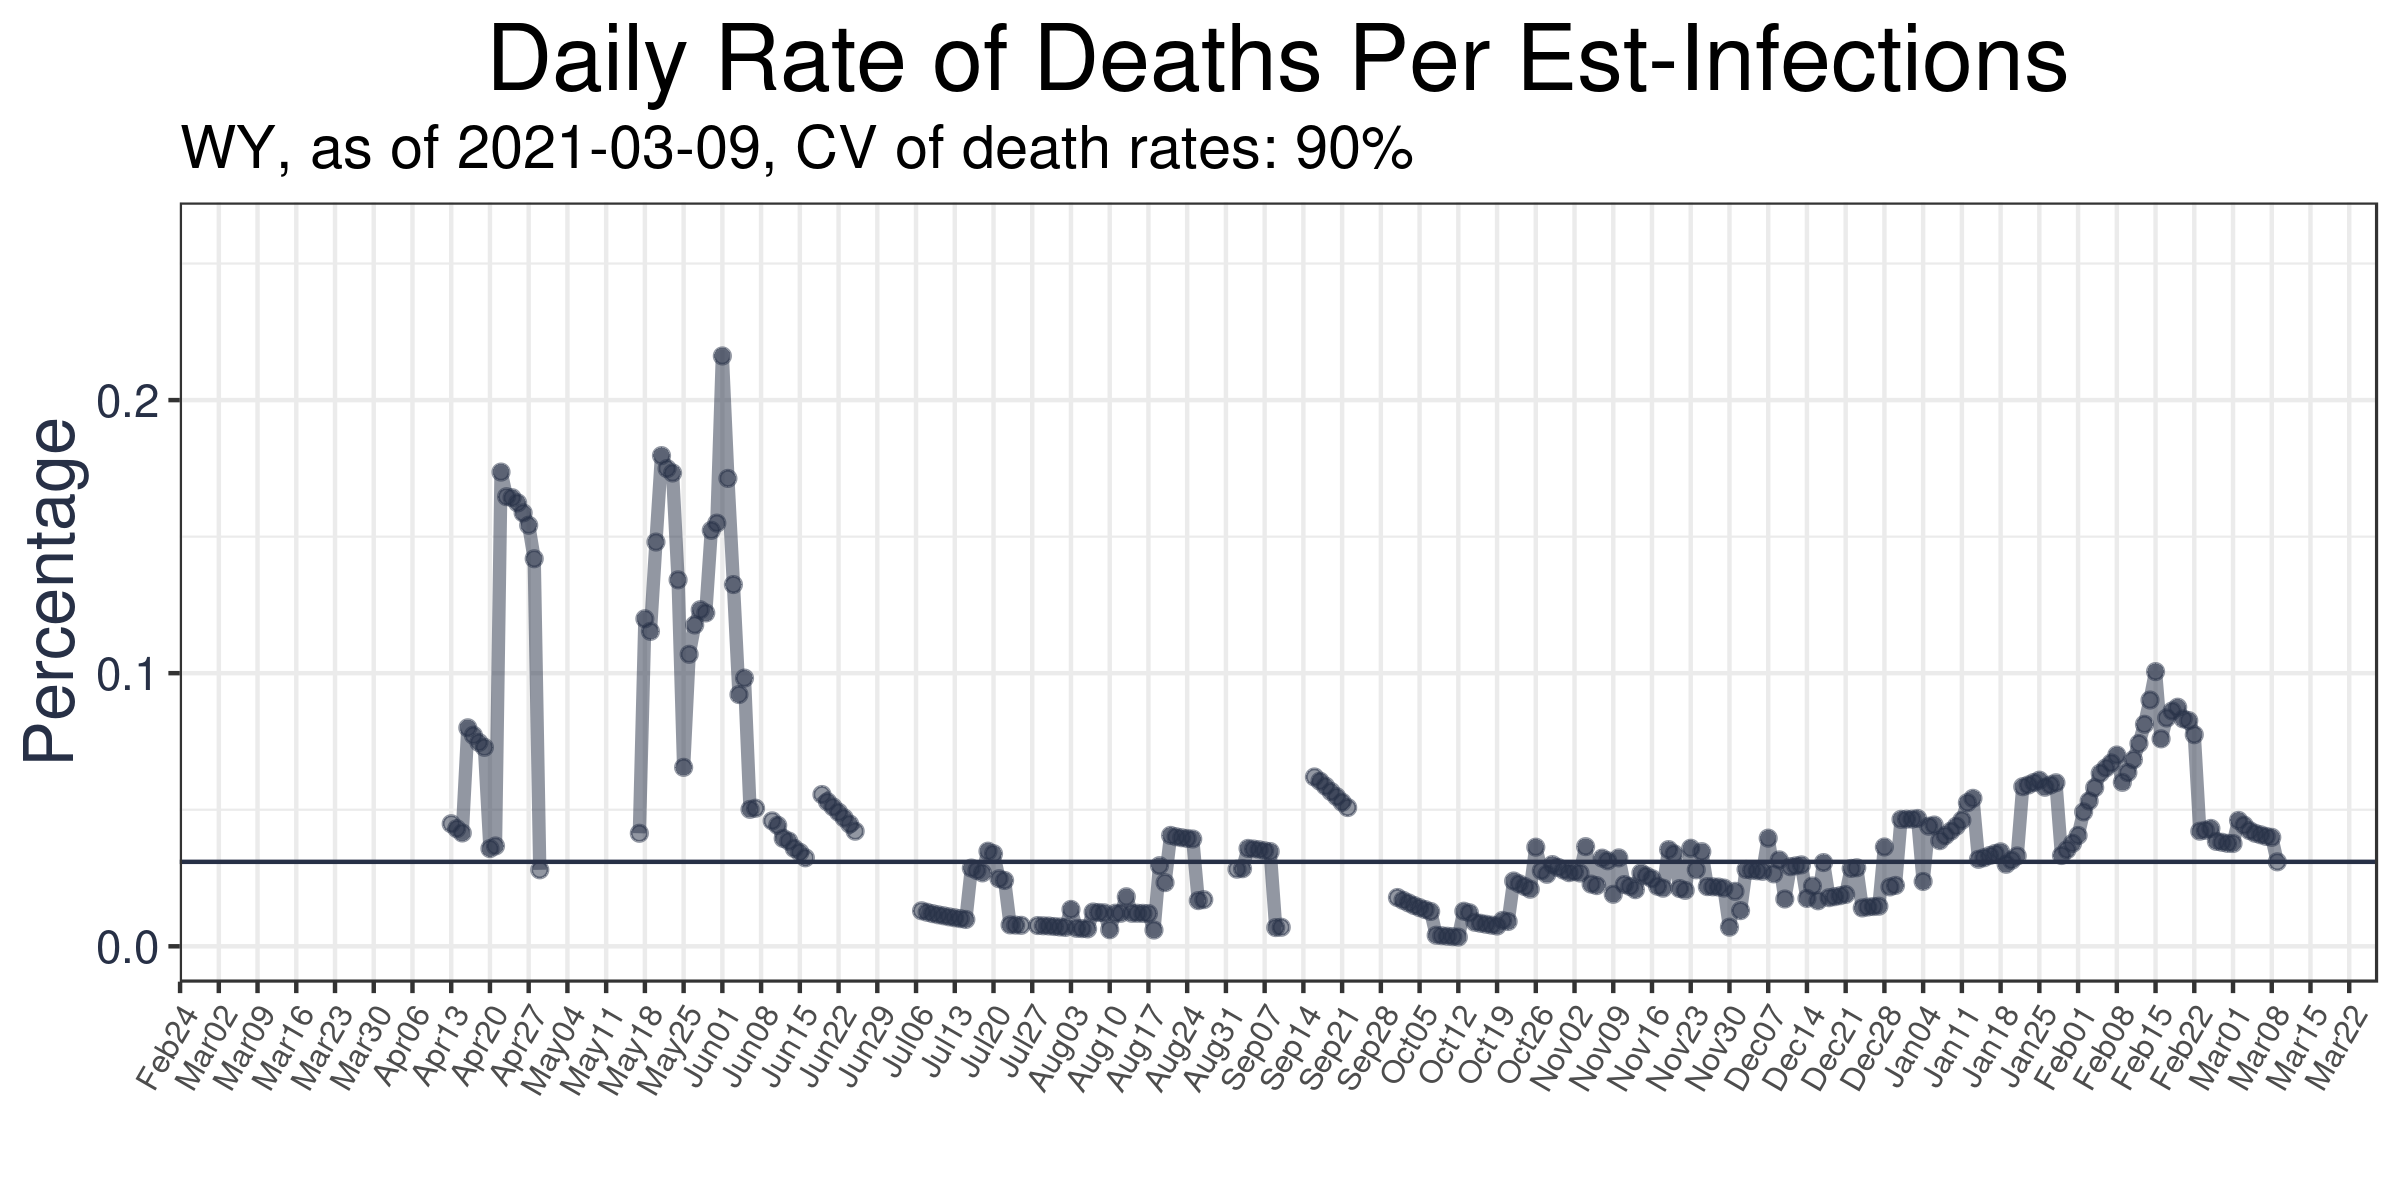 Daily Rate of Deaths Per Est-Infections
WY, as of 2021-03-09, CV of death rates: 90%
Percentage
0.2
0.1
0.0
Feb24
Mar02
Mar09
Mar16
Mar23
Mar30
Apr06
Apr13
Apr20
Apr27
May04
May11
May18
May25
Jun01
Jun08
Jun15
Jun22
Jun29
Jul06
Jul13
Jul20
Jul27
Aug03
Aug10
Aug17
Aug24
Aug31
Sep07
Sep14
Sep21
Sep28
Oct05
Oct12
Oct19
Oct26
Nov02
Nov09
Nov16
Nov23
Nov30
Dec07
Dec14
Dec21
Dec28
Jan04
Jan11
Jan18
Jan25
Feb01
Feb08
Feb15
Feb22
Mar01
Mar08
Mar15
Mar22